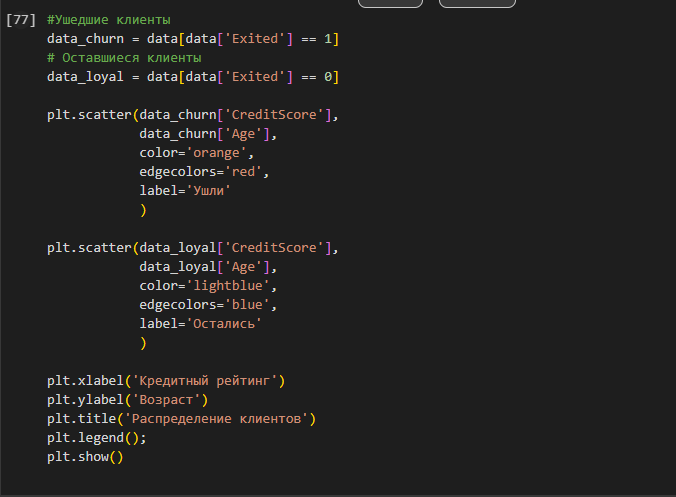 [77] #Ушедшие клиенты
data_churn = data[data['Exited'] == 1]
# Оставшиеся клиенты
data_loyal = data[data['Exited'] == 0]
plt.scatter(data_churn['CreditScore'],
data_churn['Age'],
color='orange',
edgecolors='red',
label='Ушли'
)
plt.scatter(data_loyal['CreditScore'],
data_loyal['Age'],
color='lightblue',
edgecolors='blue',
label='Остались'
)
plt.xlabel('Кредитный рейтинг')
plt.ylabel('Возраст')
plt.title('Распределение клиентов')
plt.legend();
plt.show()